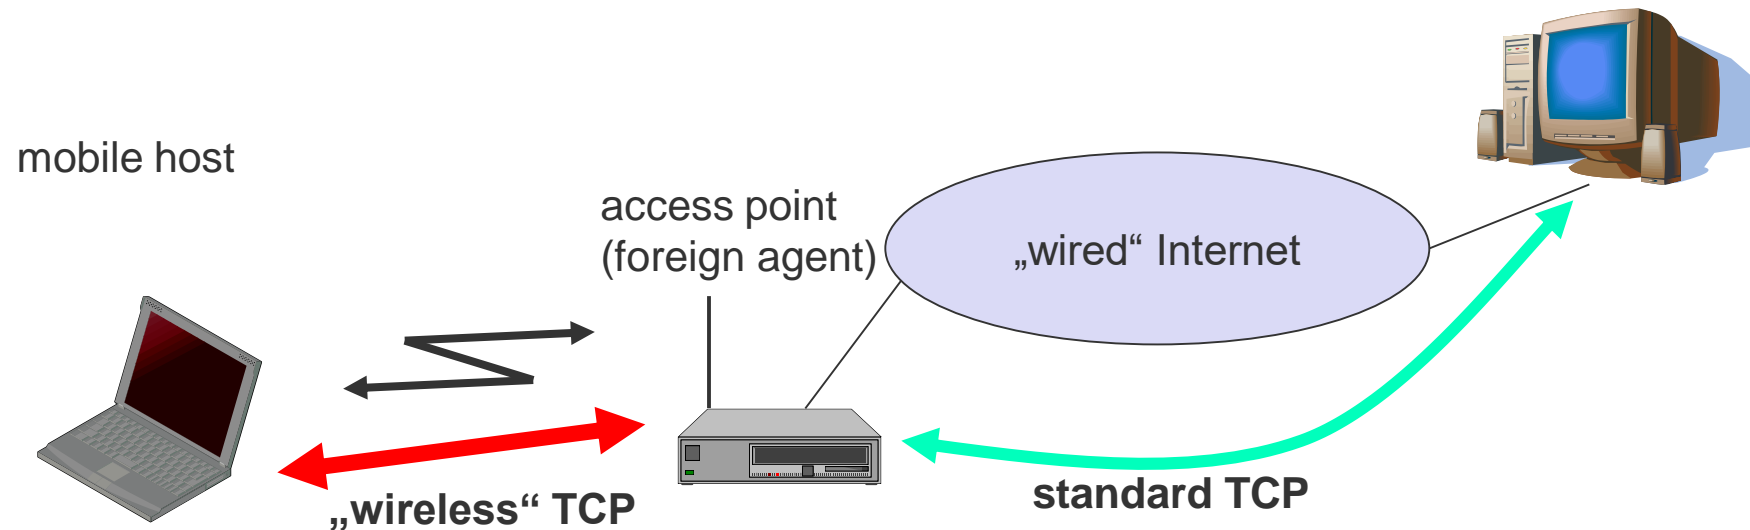 mobile host
access point
(foreign agent)
„wired“ Internet
„wireless“ TCP
standard TCP